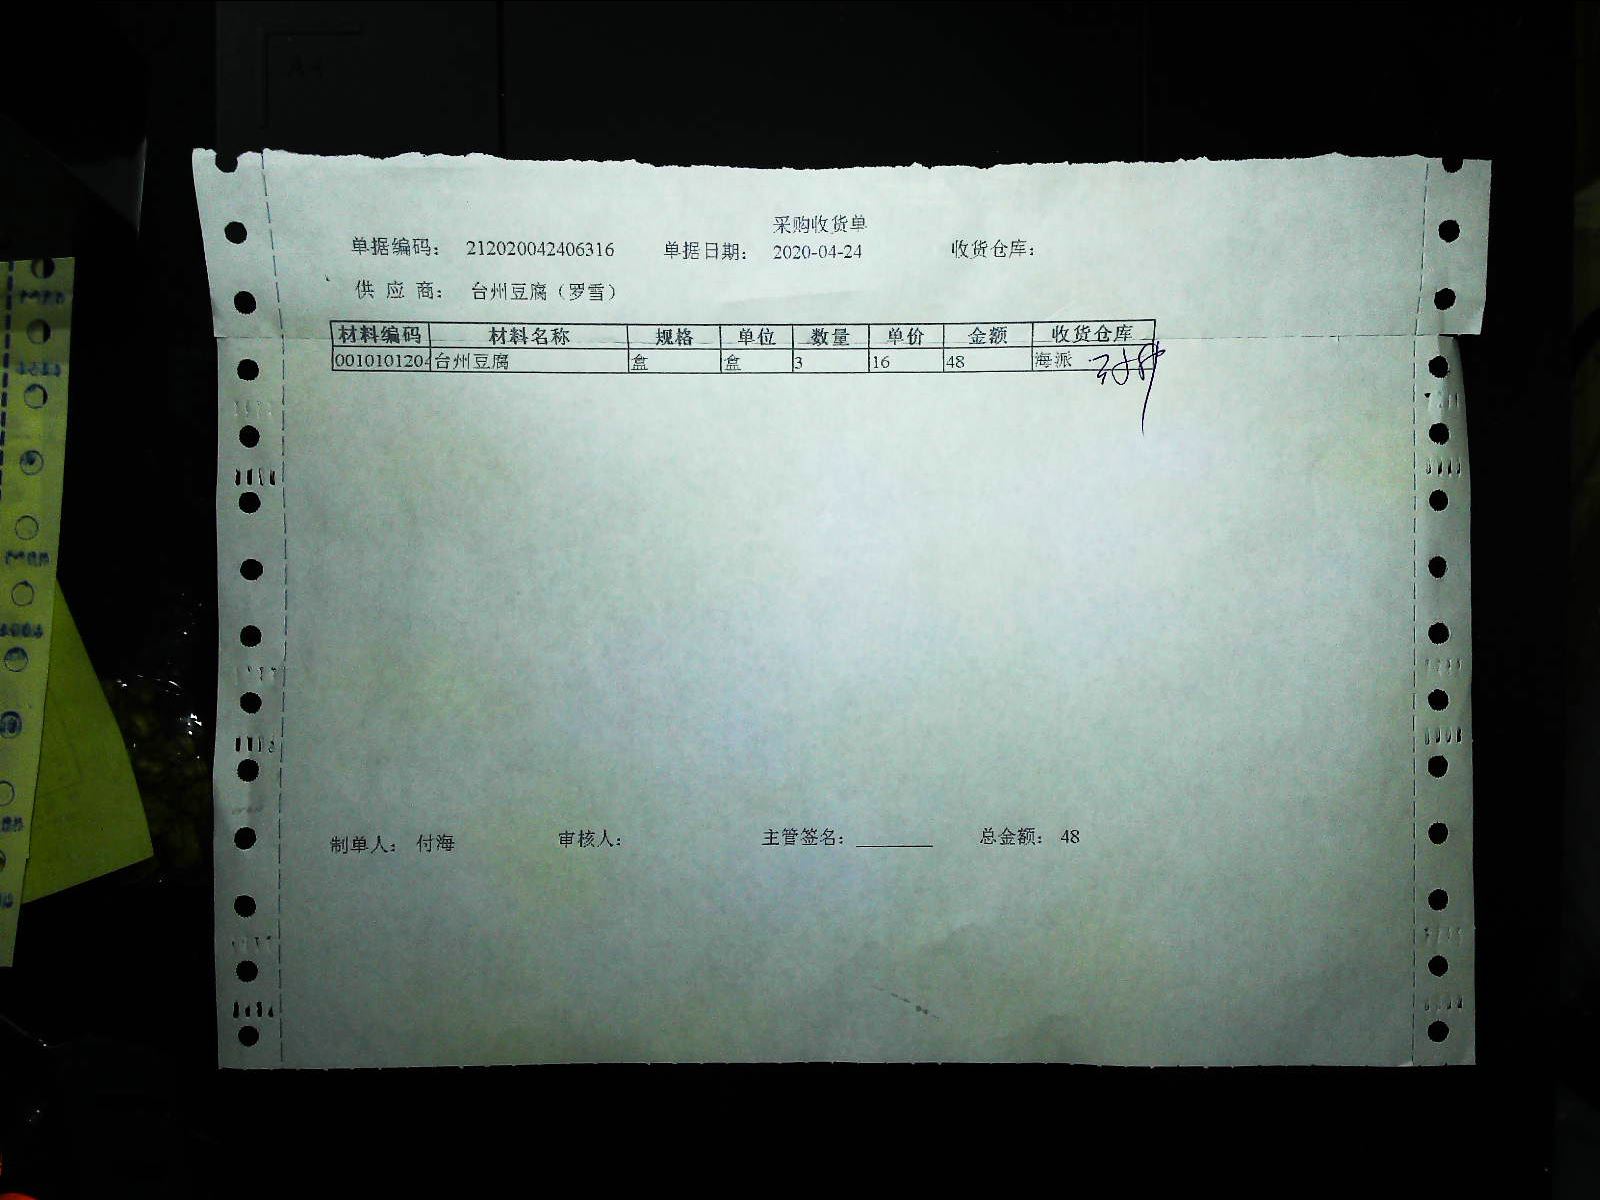 采购收货单
单据编码： 212020042406316 单据日期： 2020-04-24 收货仓库：
供 应 商： 台州豆腐（罗雪）
材料编码 材料名称 规格 单位 数量 单价 金额 收货仓库
0010101204 台州豆腐 盒 盒 3 16 48 海派
制单人： 付海 审核人： 主管签名： ________ 总金额： 48